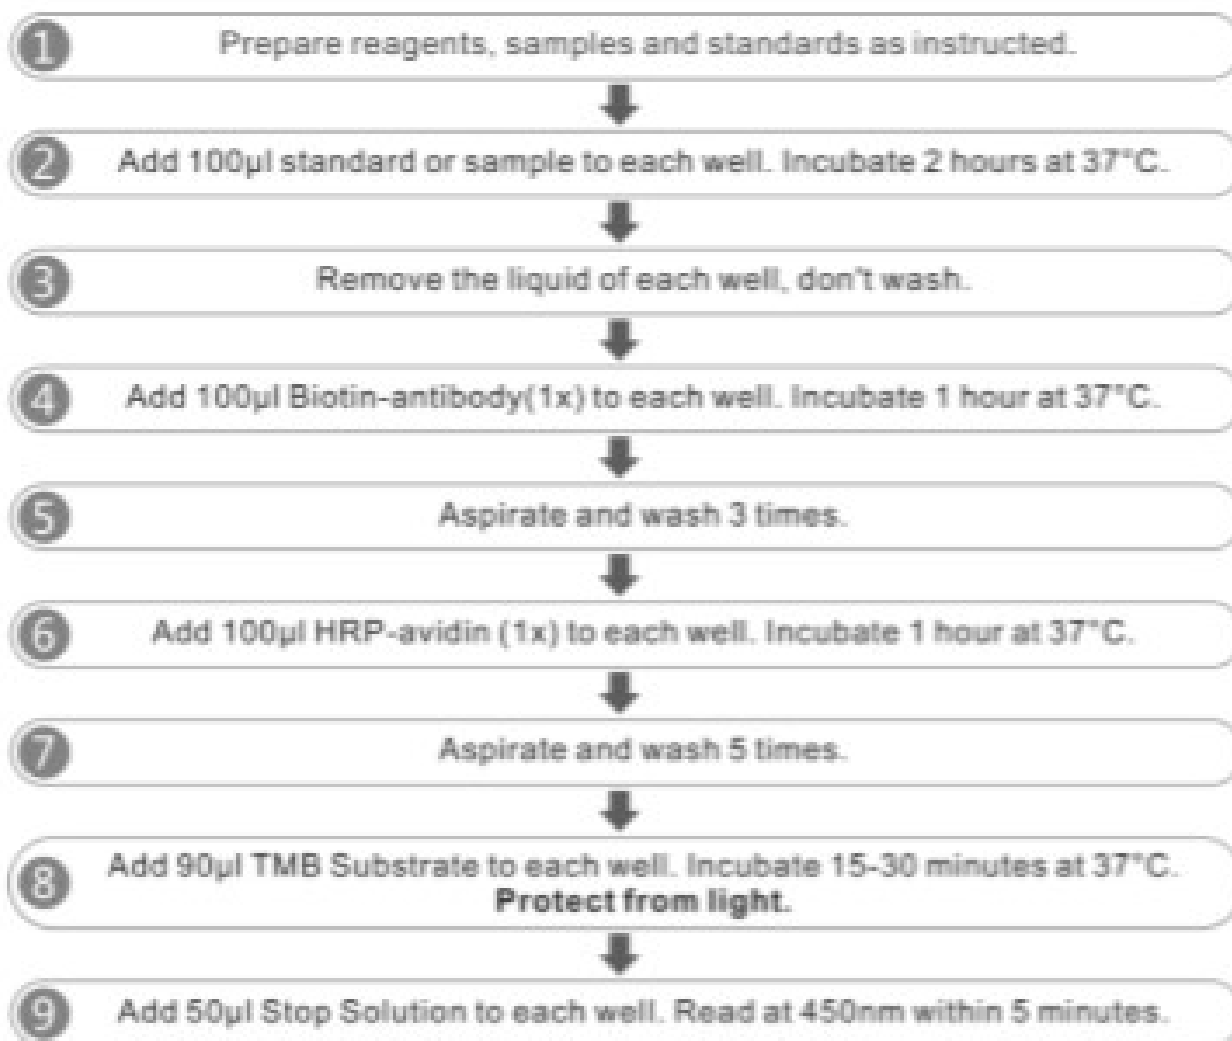 1 Prepare reagents, samples and standards as instructed.
2 Add 100µl standard or sample to each well. Incubate 2 hours at 37°C.
3 Remove the liquid of each well, don't wash.
4 Add 100µl Biotin-antibody(1x) to each well. Incubate 1 hour at 37°C.
5 Aspirate and wash 3 times.
6 Add 100µl HRP-avidin (1x) to each well. Incubate 1 hour at 37°C.
7 Aspirate and wash 5 times.
8 Add 90µl TMB Substrate to each well. Incubate 15-30 minutes at 37°C.
Protect from light.
9 Add 50µl Stop Solution to each well. Read at 450nm within 5 minutes.